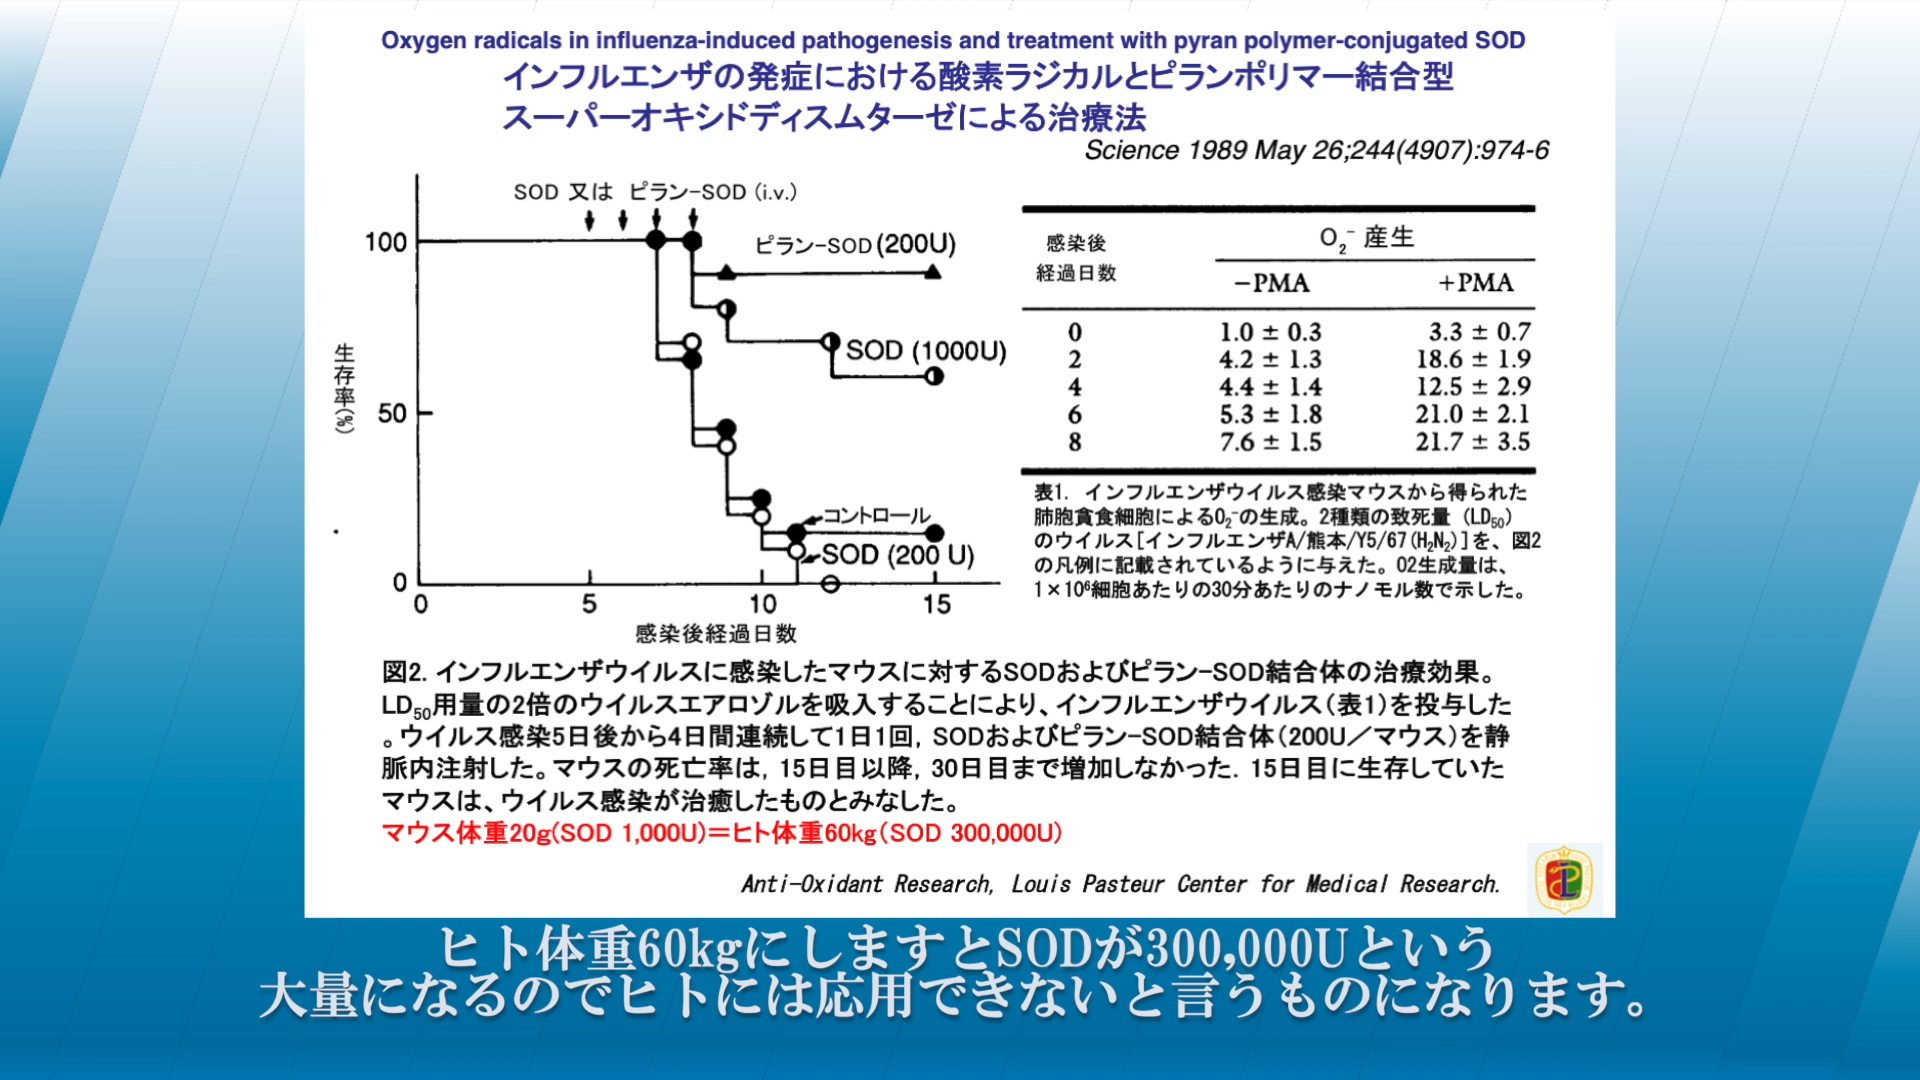 Oxygen radicals in influenza-induced pathogenesis and treatment with pyran polymer-conjugated SOD
インフルエンザの発症における酸素ラジカルとピランポリマー結合型
スーパーオキシドディスムターゼによる治療法
Science 1989 May 26;244(4907):974-6
SOD 又は ピラン-SOD (i.v.)
ピラン-SOD(200U)
SOD (1000U)
コントロール
SOD (200 U)
生存率(%)
100
50
0
0 5 10 15
感染後経過日数
感染後
経過日数
O₂⁻ 産生
−PMA +PMA
0 1.0 ± 0.3 3.3 ± 0.7
2 4.2 ± 1.3 18.6 ± 1.9
4 4.4 ± 1.4 12.5 ± 2.9
6 5.3 ± 1.8 21.0 ± 2.1
8 7.6 ± 1.5 21.7 ± 3.5
表1. インフルエンザウイルス感染マウスから得られた
肺胞貪食細胞によるO₂⁻の生成。2種類の致死量 (LD₅₀)
のウイルス[インフルエンザA/熊本/Y5/67(H₂N₂)]を、図2
の凡例に記載されているように与えた。O2生成量は、
1×10⁶細胞あたりの30分あたりのナノモル数で示した。
図2. インフルエンザウイルスに感染したマウスに対するSODおよびピラン-SOD結合体の治療効果。
LD₅₀用量の2倍のウイルスエアロゾルを吸入することにより、インフルエンザウイルス(表1)を投与した
。ウイルス感染5日後から4日間連続して1日1回, SODおよびピラン-SOD結合体(200U/マウス)を静
脈内注射した。マウスの死亡率は, 15日目以降, 30日目まで増加しなかった. 15日目に生存していた
マウスは、ウイルス感染が治癒したものとみなした。
マウス体重20g(SOD 1,000U)=ヒト体重60kg(SOD 300,000U)
Anti-Oxidant Research, Louis Pasteur Center for Medical Research.
ヒト体重60kgにしますとSODが300,000Uという
大量になるのでヒトには応用できないと言うものになります。